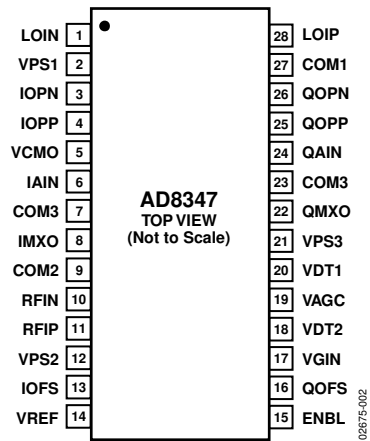 LOIN 1 28 LOIP
VPS1 2 27 COM1
IOPN 3 26 QOPN
IOPP 4 25 QOPP
VCMO 5 24 QAIN
IAIN 6 23 COM3
COM3 7 22 QMXO
IMXO 8 21 VPS3
COM2 9 20 VDT1
RFIN 10 19 VAGC
RFIP 11 18 VDT2
VPS2 12 17 VGIN
IOFS 13 16 QOFS
VREF 14 15 ENBL
AD8347
TOP VIEW
(Not to Scale)
02675-002